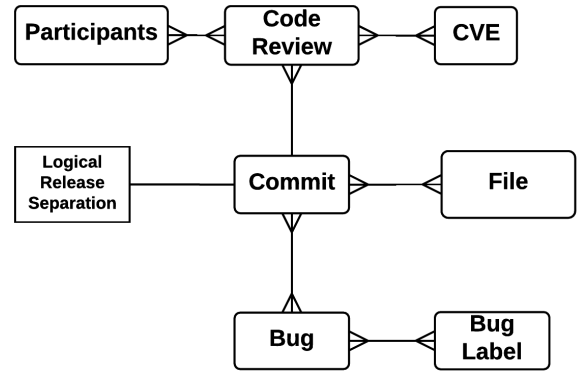 Participants
Code
Review
CVE
Logical
Release
Separation
Commit
File
Bug
Bug
Label